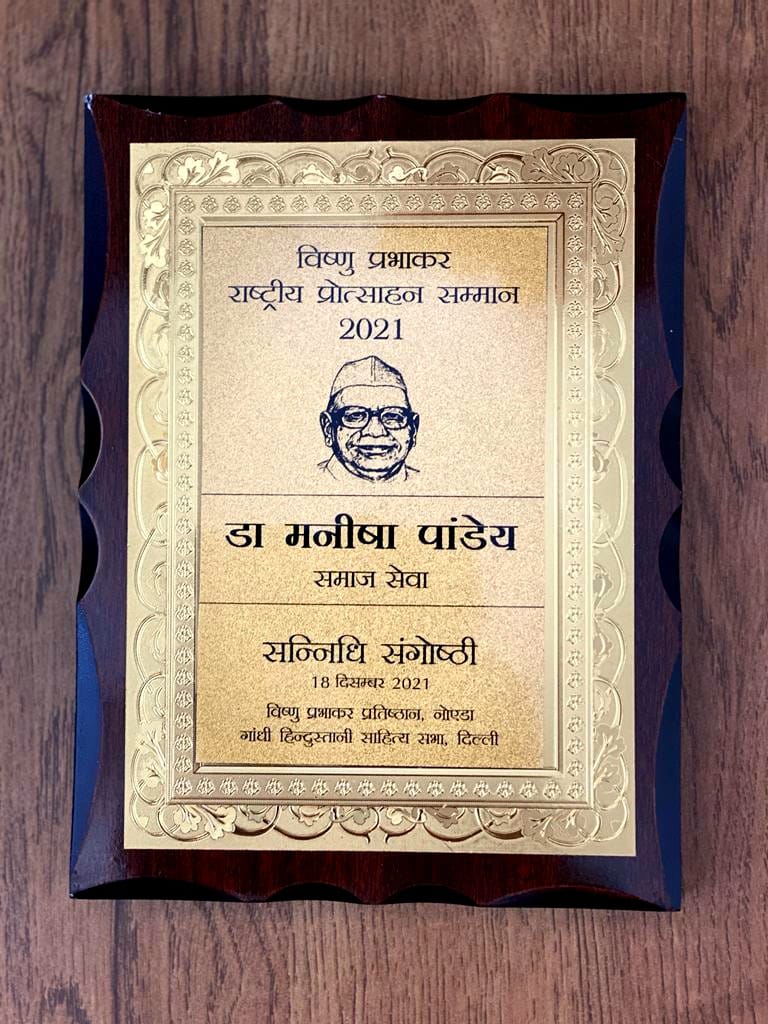 विष्णु प्रभाकर
राष्ट्रीय प्रोत्साहन सम्मान
2021
डा मनीषा पांडेय
समाज सेवा
सन्निधि संगोष्ठी
18 दिसम्बर 2021
विष्णु प्रभाकर प्रतिष्ठान, नोएडा
गांधी हिन्दुस्तानी साहित्य सभा, दिल्ली